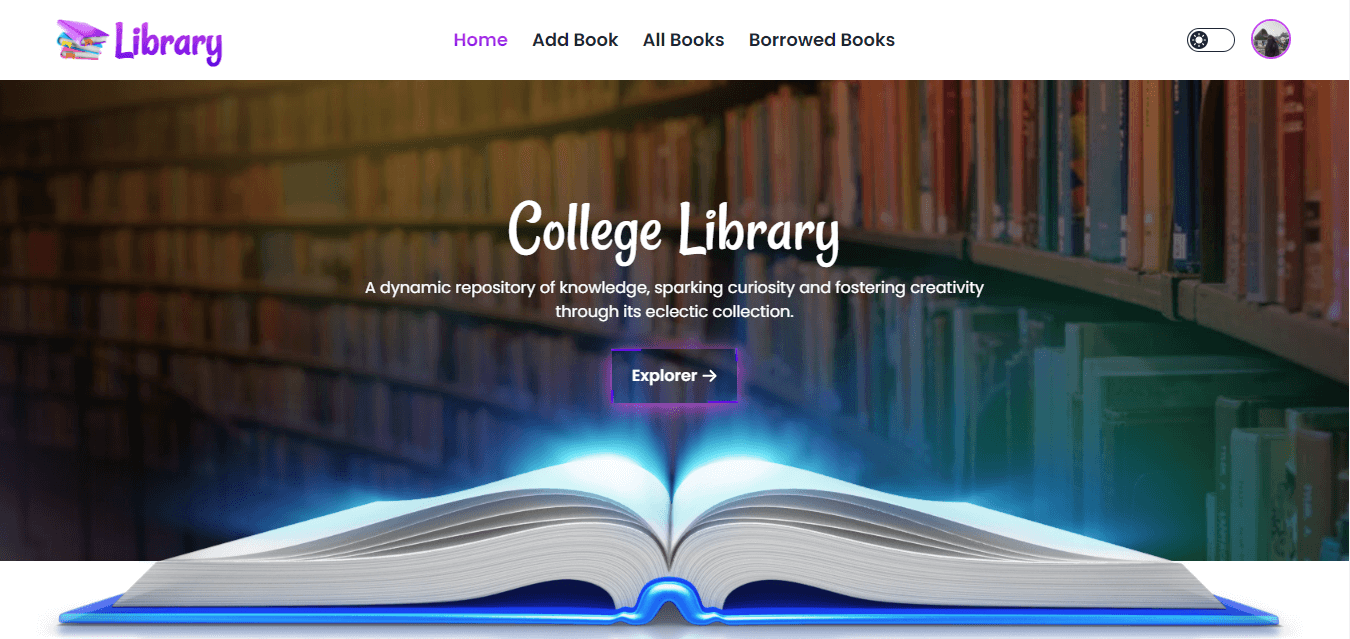 Library
Home Add Book All Books Borrowed Books
College Library
A dynamic repository of knowledge, sparking curiosity and fostering creativity
through its eclectic collection.
Explorer →